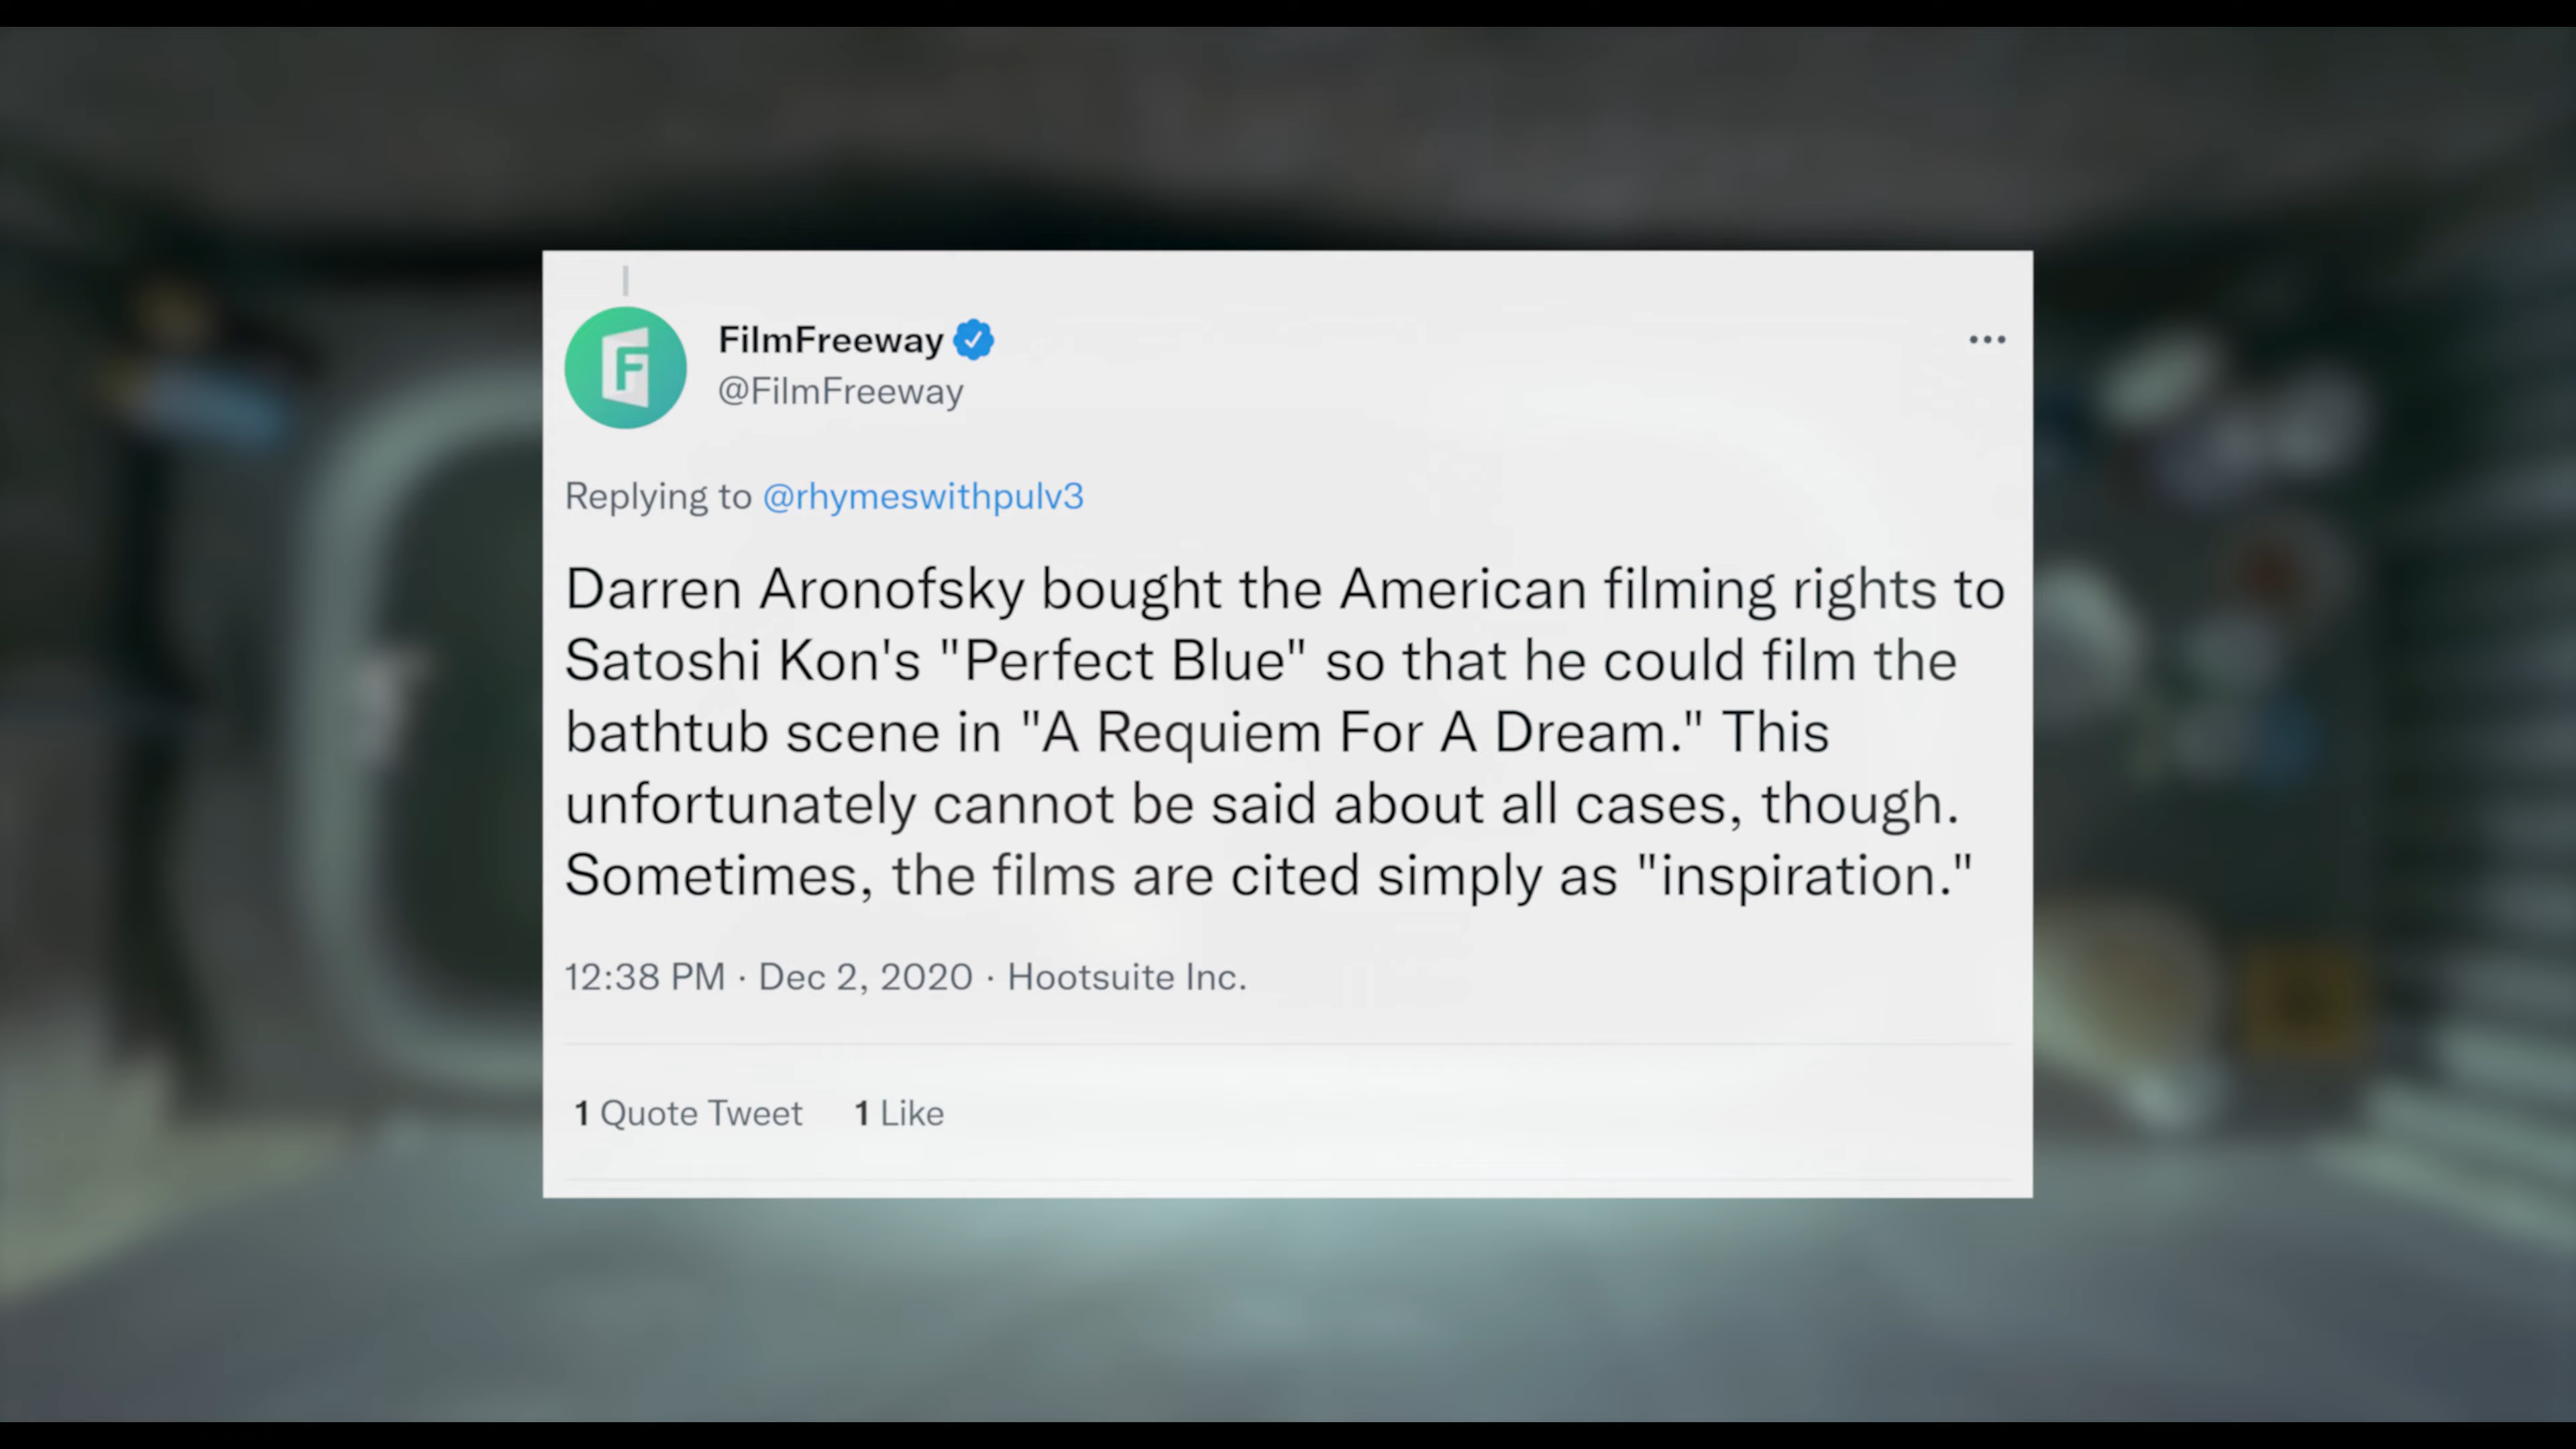 FilmFreeway
@FilmFreeway
Replying to @rhymeswithpulv3
Darren Aronofsky bought the American filming rights to
Satoshi Kon's "Perfect Blue" so that he could film the
bathtub scene in "A Requiem For A Dream." This
unfortunately cannot be said about all cases, though.
Sometimes, the films are cited simply as "inspiration."
12:38 PM · Dec 2, 2020 · Hootsuite Inc.
1 Quote Tweet 1 Like